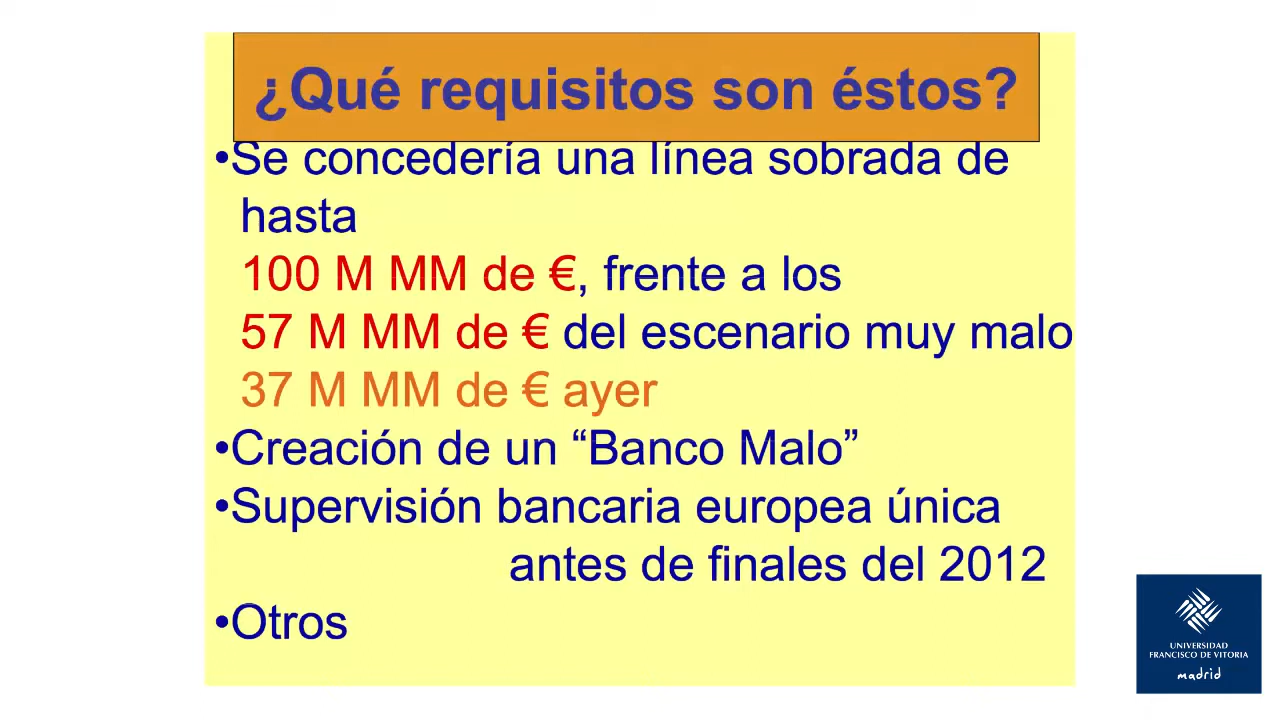 ¿Qué requisitos son éstos?
•Se concedería una línea sobrada de
hasta
100 M MM de €, frente a los
57 M MM de € del escenario muy malo
37 M MM de € ayer
•Creación de un “Banco Malo”
•Supervisión bancaria europea única
antes de finales del 2012
•Otros
UNIVERSIDAD
FRANCISCO DE VITORIA
madrid